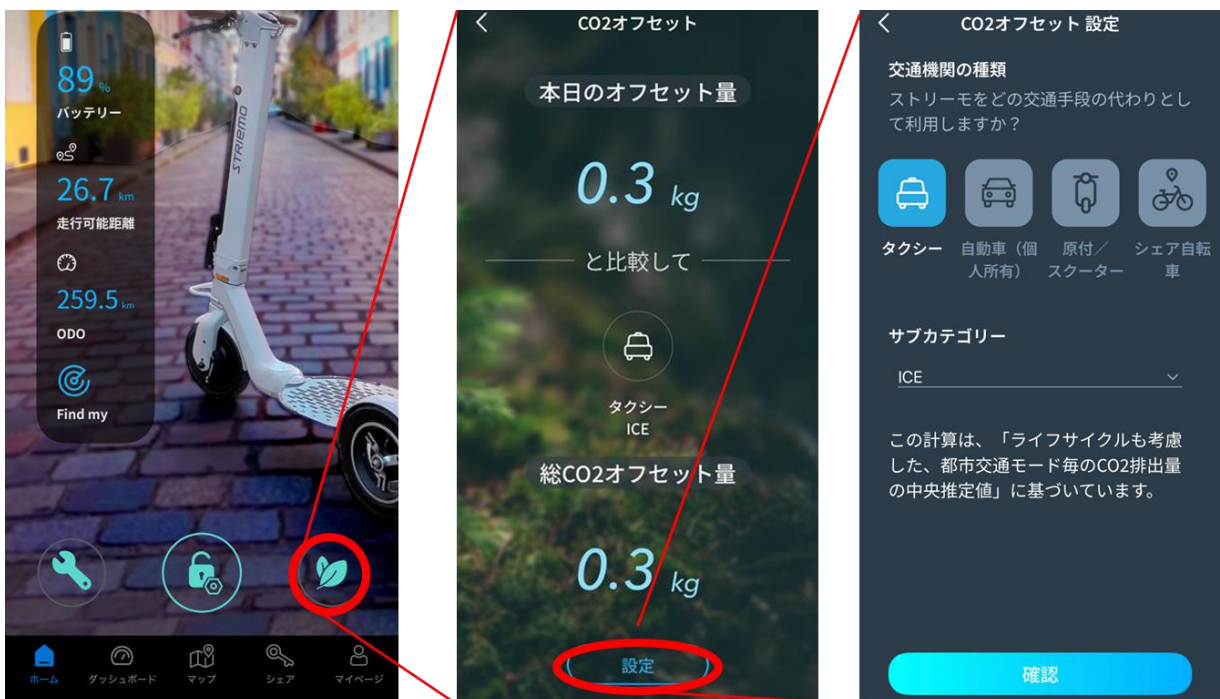 89 %
バッテリー
26.7 km
走行可能距離
259.5 km
ODO
Find my
STRIEMO
ホーム
ダッシュボード
マップ
シェア
マイページ
CO2オフセット
本日のオフセット量
0.3 kg
と比較して
タクシー
ICE
総CO2オフセット量
0.3 kg
設定
CO2オフセット 設定
交通機関の種類
ストリーモをどの交通手段の代わりとし
て利用しますか？
タクシー
自動車（個
人所有）
原付／
スクーター
シェア自転
車
サブカテゴリー
ICE
この計算は、「ライフサイクルも考慮
した、都市交通モード毎のCO2排出量
の中央推定値」に基づいています。
確認